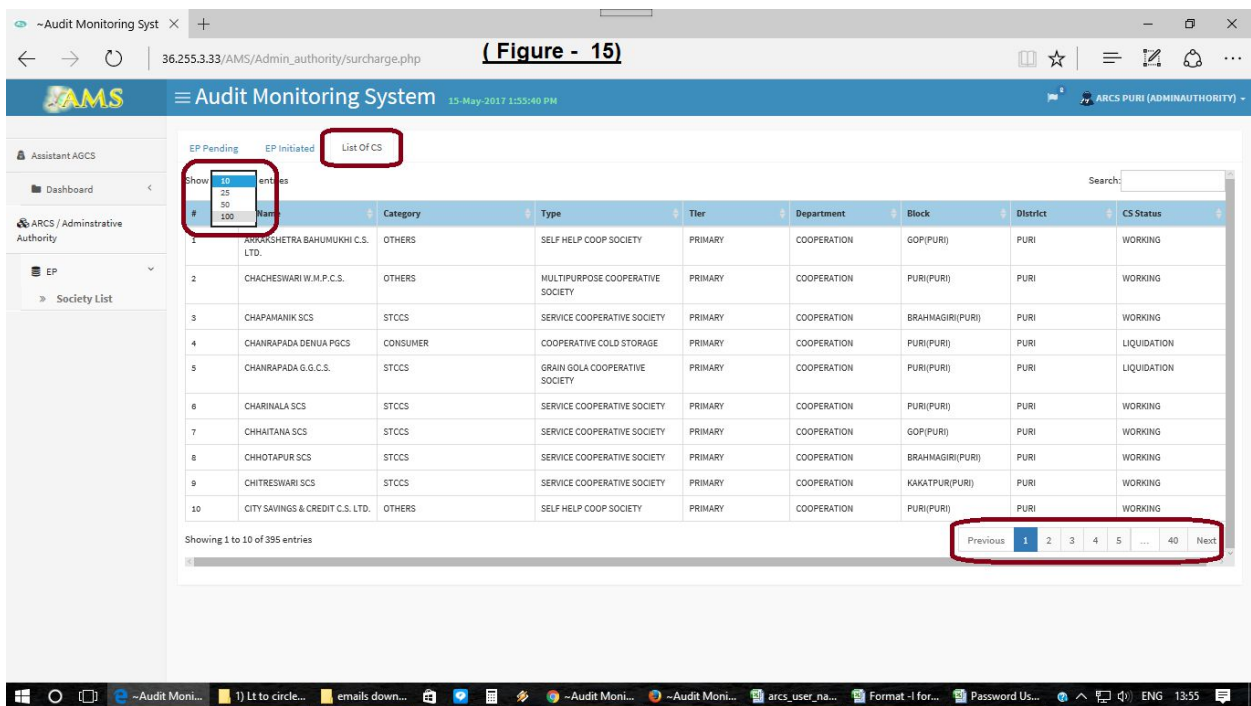 ~Audit Monitoring Syst
( Figure - 15)
36.255.3.33/AMS/Admin_authority/surcharge.php
AMS
Audit Monitoring System 15-May-2017 1:55:40 PM
ARCS PURI (ADMINAUTHORITY)
Assistant AGCS
Dashboard
ARCS / Adminstrative
Authority
EP
» Society List
EP Pending EP Initiated List Of CS
Show 10 entries Search:
25
50
100
# Name Category Type Tier Department Block District CS Status
1 ARKAKSHETRA BAHUMUKHI C.S. LTD. OTHERS SELF HELP COOP SOCIETY PRIMARY COOPERATION GOP(PURI) PURI WORKING
2 CHACHESWARI W.M.P.C.S. OTHERS MULTIPURPOSE COOPERATIVE SOCIETY PRIMARY COOPERATION PURI(PURI) PURI WORKING
3 CHAPAMANIK SCS STCCS SERVICE COOPERATIVE SOCIETY PRIMARY COOPERATION BRAHMAGIRI(PURI) PURI WORKING
4 CHANRAPADA DENUA PGCS CONSUMER COOPERATIVE COLD STORAGE PRIMARY COOPERATION PURI(PURI) PURI LIQUIDATION
5 CHANRAPADA G.G.C.S. STCCS GRAIN GOLA COOPERATIVE SOCIETY PRIMARY COOPERATION PURI(PURI) PURI LIQUIDATION
6 CHARINALA SCS STCCS SERVICE COOPERATIVE SOCIETY PRIMARY COOPERATION PURI(PURI) PURI WORKING
7 CHHAITANA SCS STCCS SERVICE COOPERATIVE SOCIETY PRIMARY COOPERATION GOP(PURI) PURI WORKING
8 CHHOTAPUR SCS STCCS SERVICE COOPERATIVE SOCIETY PRIMARY COOPERATION BRAHMAGIRI(PURI) PURI WORKING
9 CHITRESWARI SCS STCCS SERVICE COOPERATIVE SOCIETY PRIMARY COOPERATION KAKATPUR(PURI) PURI WORKING
10 CITY SAVINGS & CREDIT C.S. LTD. OTHERS SELF HELP COOP SOCIETY PRIMARY COOPERATION PURI(PURI) PURI WORKING
Showing 1 to 10 of 395 entries Previous 1 2 3 4 5 ... 40 Next
~Audit Moni... 1) Lt to circle... emails down... ~Audit Moni... ~Audit Moni... arcs_user_na... Format -I for... Password Us... ENG 13:55